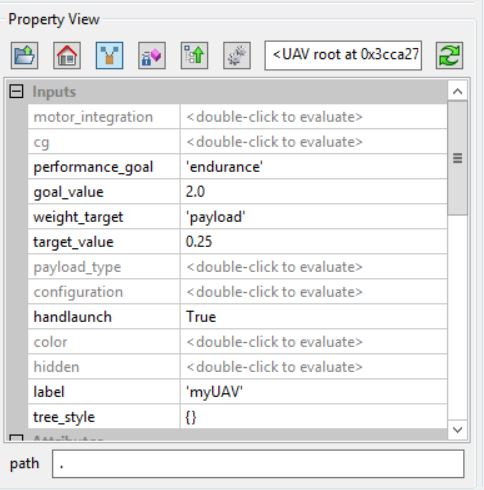 Property View
<UAV root at 0x3cca27
Inputs
motor_integration <double-click to evaluate>
cg <double-click to evaluate>
performance_goal 'endurance'
goal_value 2.0
weight_target 'payload'
target_value 0.25
payload_type <double-click to evaluate>
configuration <double-click to evaluate>
handlaunch True
color <double-click to evaluate>
hidden <double-click to evaluate>
label 'myUAV'
tree_style {}
Attributes
path .